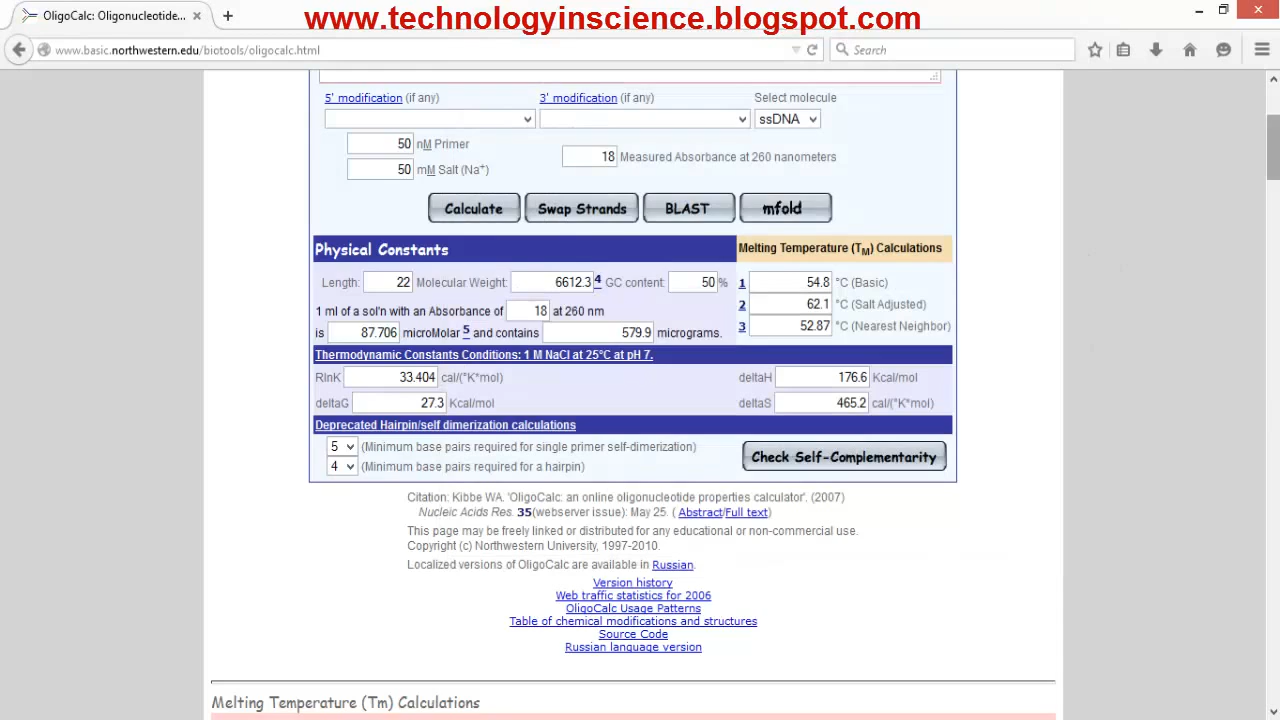 OligoCalc: Oligonucleotide...
www.technologyinscience.blogspot.com
www.basic.northwestern.edu/biotools/oligocalc.html
Search
5' modification (if any) 3' modification (if any) Select molecule
ssDNA
50 nM Primer
18 Measured Absorbance at 260 nanometers
50 mM Salt (Na+)
Calculate Swap Strands BLAST mfold
Physical Constants Melting Temperature (TM) Calculations
Length: 22 Molecular Weight: 6612.3 4 GC content: 50 % 1 54.8 °C (Basic)
1 ml of a sol'n with an Absorbance of 18 at 260 nm 2 62.1 °C (Salt Adjusted)
is 87.706 microMolar 5 and contains 579.9 micrograms. 3 52.87 °C (Nearest Neighbor)
Thermodynamic Constants Conditions: 1 M NaCl at 25°C at pH 7.
RlnK 33.404 cal/(°K*mol) deltaH 176.6 Kcal/mol
deltaG 27.3 Kcal/mol deltaS 465.2 cal/(°K*mol)
Deprecated Hairpin/self dimerization calculations
5 (Minimum base pairs required for single primer self-dimerization)
4 (Minimum base pairs required for a hairpin)
Check Self-Complementarity
Citation: Kibbe WA. 'OligoCalc: an online oligonucleotide properties calculator'. (2007)
Nucleic Acids Res. 35(webserver issue): May 25. ( Abstract/Full text)
This page may be freely linked or distributed for any educational or non-commercial use.
Copyright (c) Northwestern University, 1997-2010.
Localized versions of OligoCalc are available in Russian.
Version history
Web traffic statistics for 2006
OligoCalc Usage Patterns
Table of chemical modifications and structures
Source Code
Russian language version
Melting Temperature (Tm) Calculations